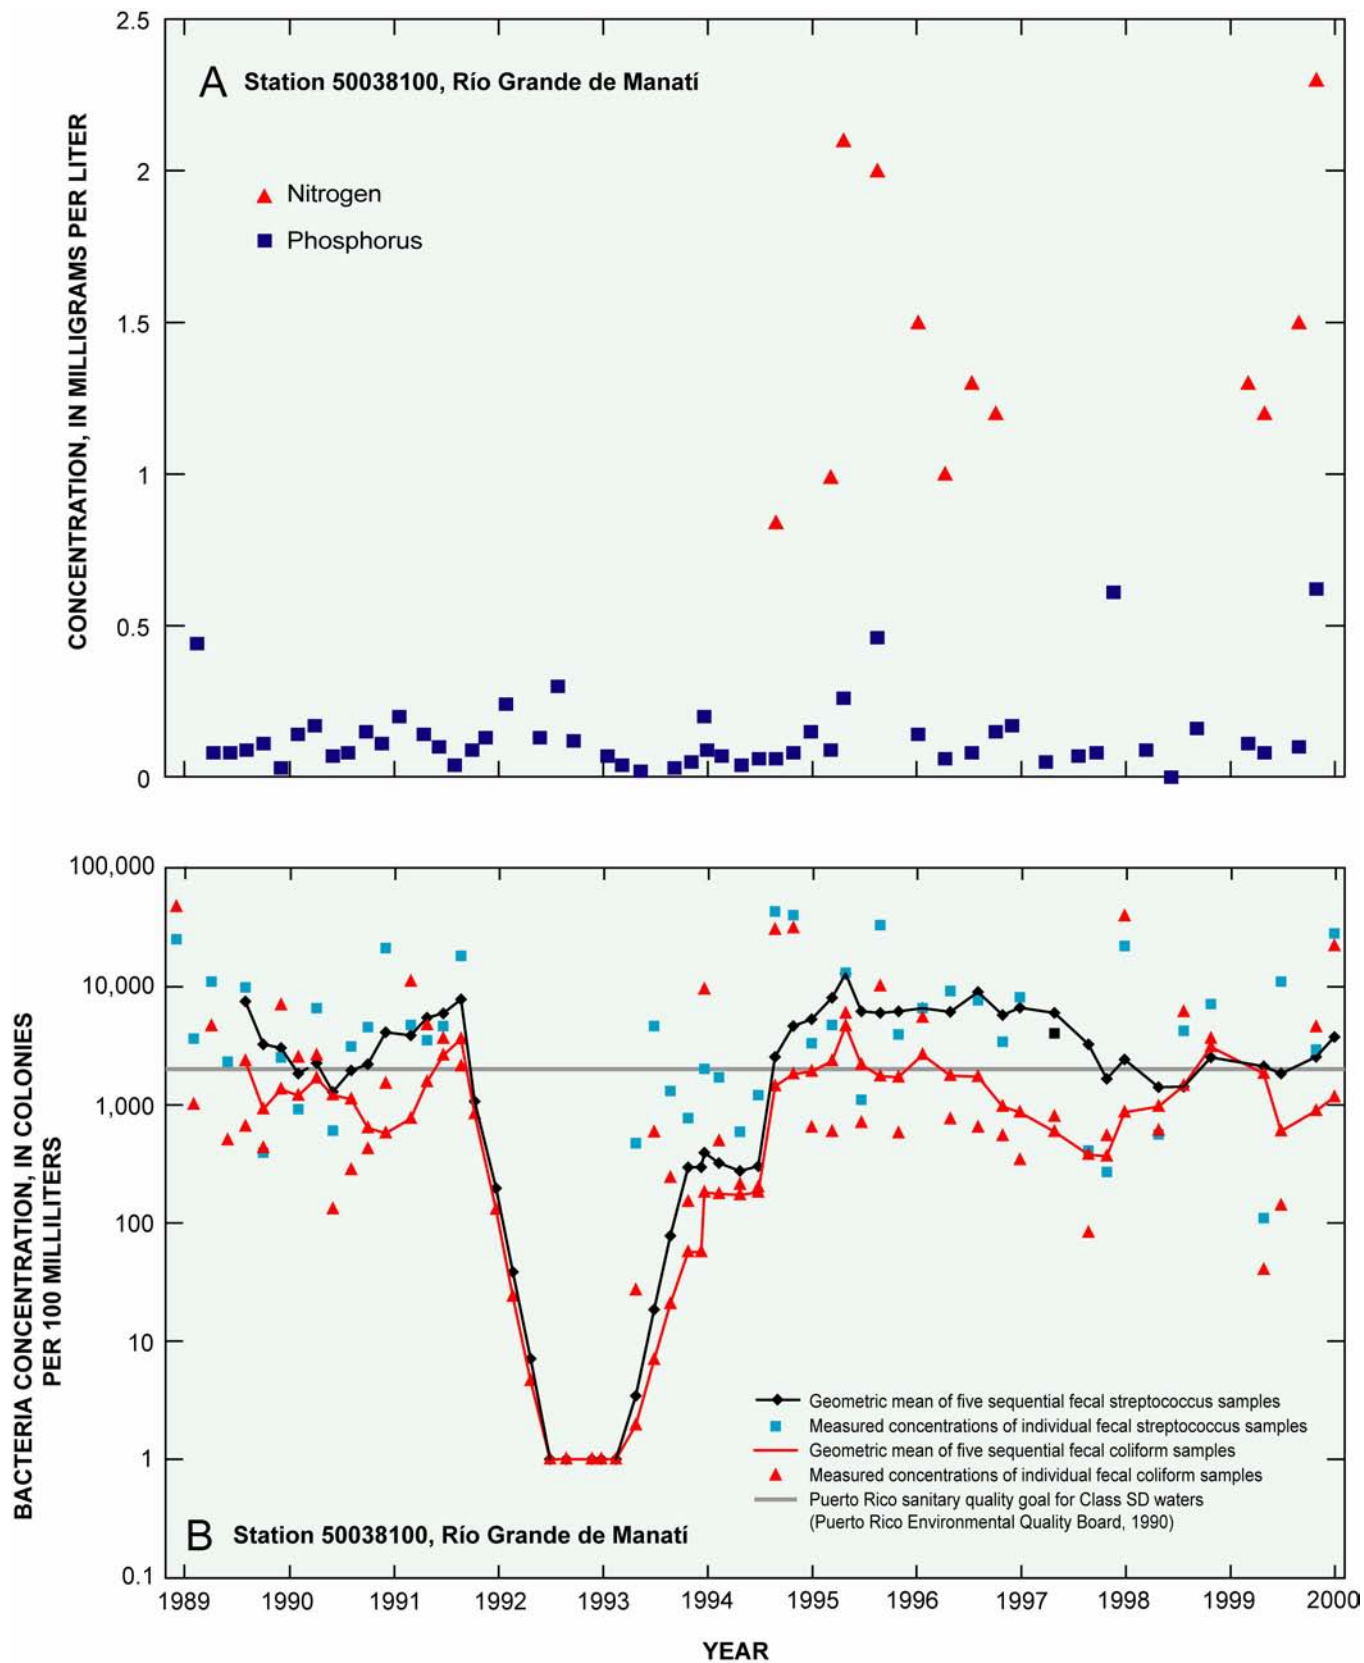 2.5
A Station 50038100, Río Grande de Manatí
CONCENTRATION, IN MILLIGRAMS PER LITER
Nitrogen
Phosphorus
2
1.5
1
0.5
0
100,000
10,000
1,000
100
10
1
0.1
BACTERIA CONCENTRATION, IN COLONIES
PER 100 MILLILITERS
Geometric mean of five sequential fecal streptococcus samples
Measured concentrations of individual fecal streptococcus samples
Geometric mean of five sequential fecal coliform samples
Measured concentrations of individual fecal coliform samples
Puerto Rico sanitary quality goal for Class SD waters
(Puerto Rico Environmental Quality Board, 1990)
B Station 50038100, Río Grande de Manatí
1989 1990 1991 1992 1993 1994 1995 1996 1997 1998 1999 2000
YEAR